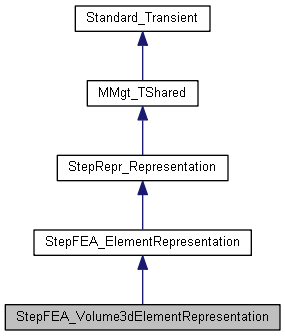 Standard_Transient
MMgt_TShared
StepRepr_Representation
StepFEA_ElementRepresentation
StepFEA_Volume3dElementRepresentation